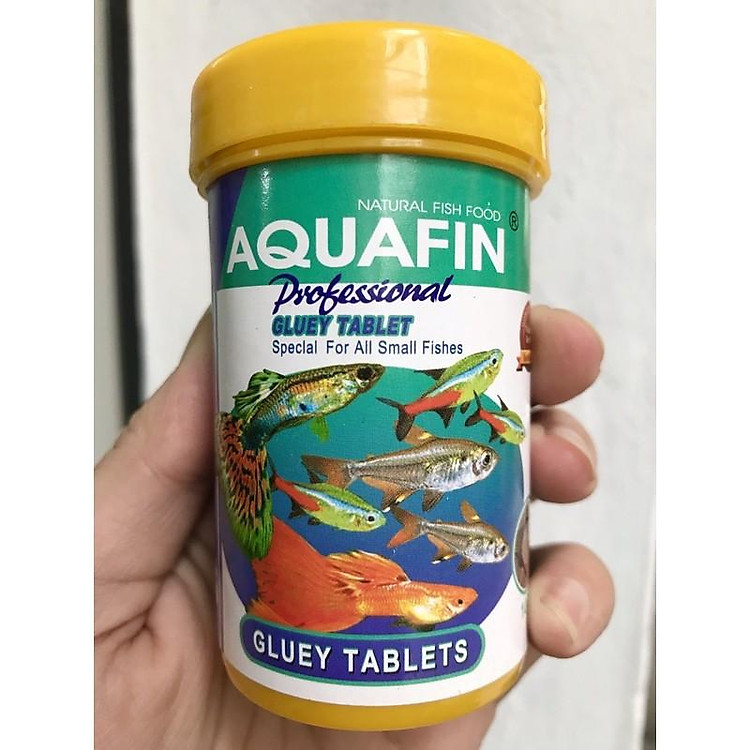 NATURAL FISH FOOD
AQUAFIN®
Professional
GLUEY TABLET
Special For All Small Fishes
GLUEY TABLETS